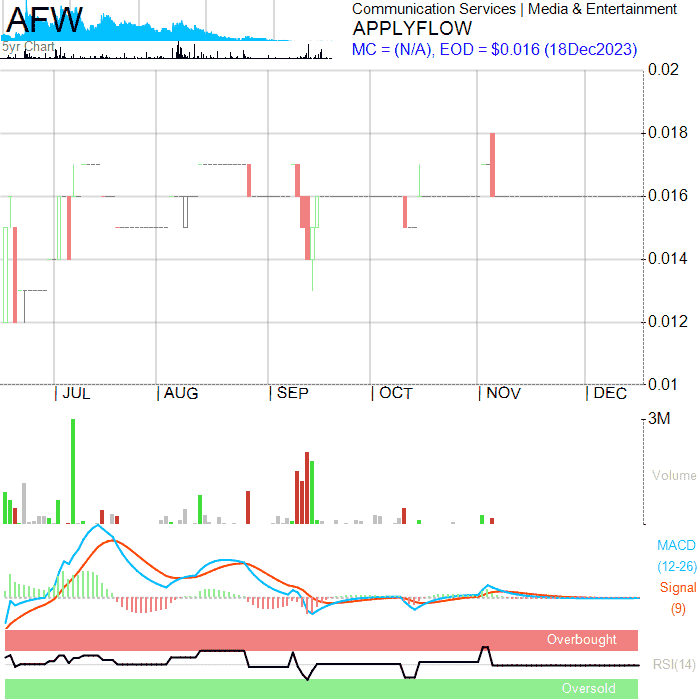 AFW
5yr Chart
Communication Services | Media & Entertainment
APPLYFLOW
MC = (N/A), EOD = $0.016 (18Dec2023)
0.02
0.018
0.016
0.014
0.012
0.01
JUL AUG SEP OCT NOV DEC
3M
Volume
MACD
(12-26)
Signal
(9)
Overbought
RSI(14)
Oversold